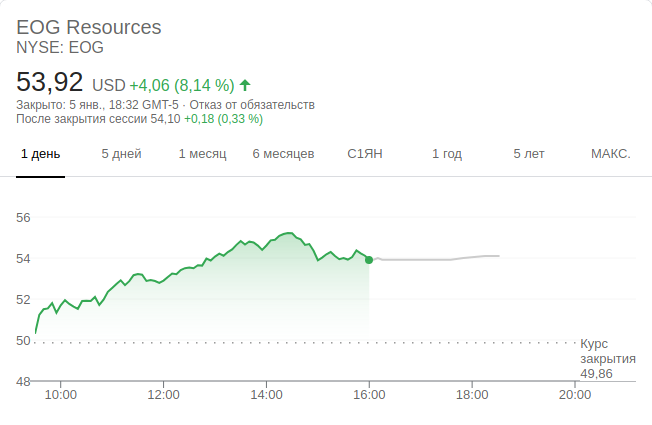 EOG Resources
NYSE: EOG
53,92 USD +4,06 (8,14 %)
Закрыто: 5 янв., 18:32 GMT-5 · Отказ от обязательств
После закрытия сессии 54,10 +0,18 (0,33 %)
1 день 5 дней 1 месяц 6 месяцев С1ЯН 1 год 5 лет МАКС.
56
54
52
50
48
Курс
закрытия
49,86
10:00 12:00 14:00 16:00 18:00 20:00